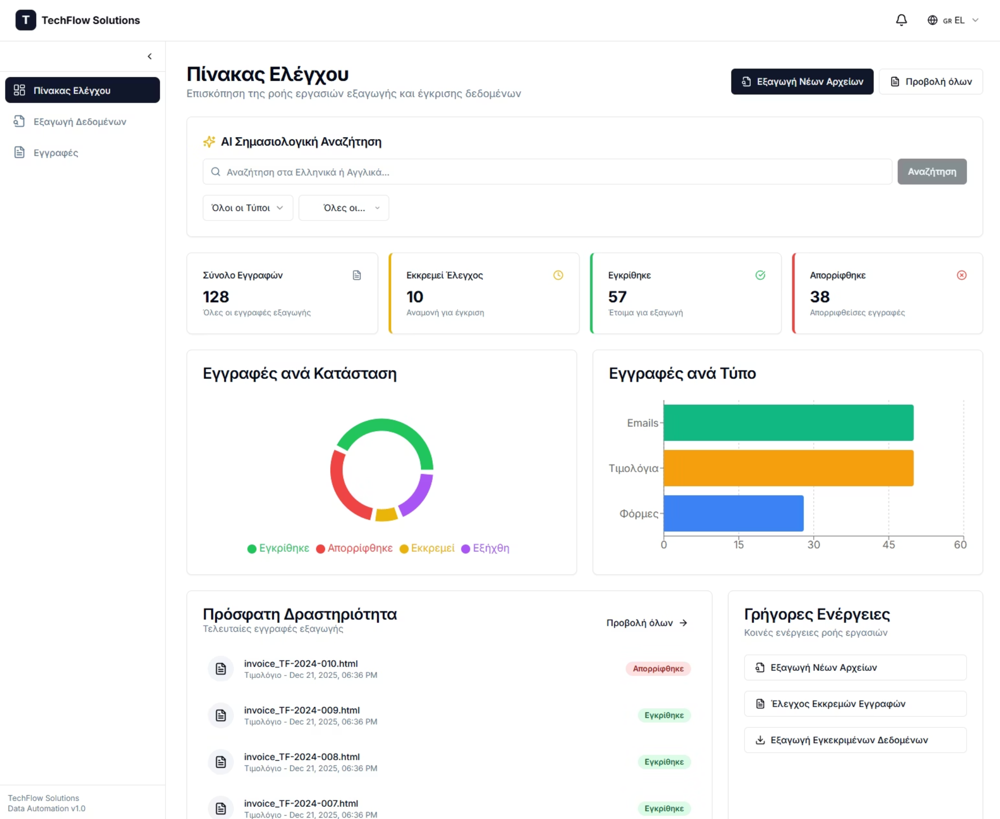 T TechFlow Solutions
GR EL
Πίνακας Ελέγχου
Εξαγωγή Δεδομένων
Εγγραφές
Πίνακας Ελέγχου
Επισκόπηση της ροής εργασιών εξαγωγής και έγκρισης δεδομένων
Εξαγωγή Νέων Αρχείων
Προβολή όλων
AI Σημασιολογική Αναζήτηση
Αναζήτηση στα Ελληνικά ή Αγγλικά...
Αναζήτηση
Όλοι οι Τύποι
Όλες οι...
Σύνολο Εγγραφών
128
Όλες οι εγγραφές εξαγωγής
Εκκρεμεί Έλεγχος
10
Αναμονή για έγκριση
Εγκρίθηκε
57
Έτοιμα για εξαγωγή
Απορρίφθηκε
38
Απορριφθείσες εγγραφές
Εγγραφές ανά Κατάσταση
Εγκρίθηκε Απορρίφθηκε Εκκρεμεί Εξήχθη
Εγγραφές ανά Τύπο
Emails
Τιμολόγια
Φόρμες
0 15 30 45 60
Πρόσφατη Δραστηριότητα
Τελευταίες εγγραφές εξαγωγής
Προβολή όλων
invoice_TF-2024-010.html
Τιμολόγιο - Dec 21, 2025, 06:36 PM
Απορρίφθηκε
invoice_TF-2024-009.html
Τιμολόγιο - Dec 21, 2025, 06:36 PM
Εγκρίθηκε
invoice_TF-2024-008.html
Τιμολόγιο - Dec 21, 2025, 06:36 PM
Εγκρίθηκε
invoice_TF-2024-007.html
Τιμολόγιο - Dec 21, 2025, 06:36 PM
Εγκρίθηκε
Γρήγορες Ενέργειες
Κοινές ενέργειες ροής εργασιών
Εξαγωγή Νέων Αρχείων
Έλεγχος Εκκρεμών Εγγραφών
Εξαγωγή Εγκεκριμένων Δεδομένων
TechFlow Solutions
Data Automation v1.0